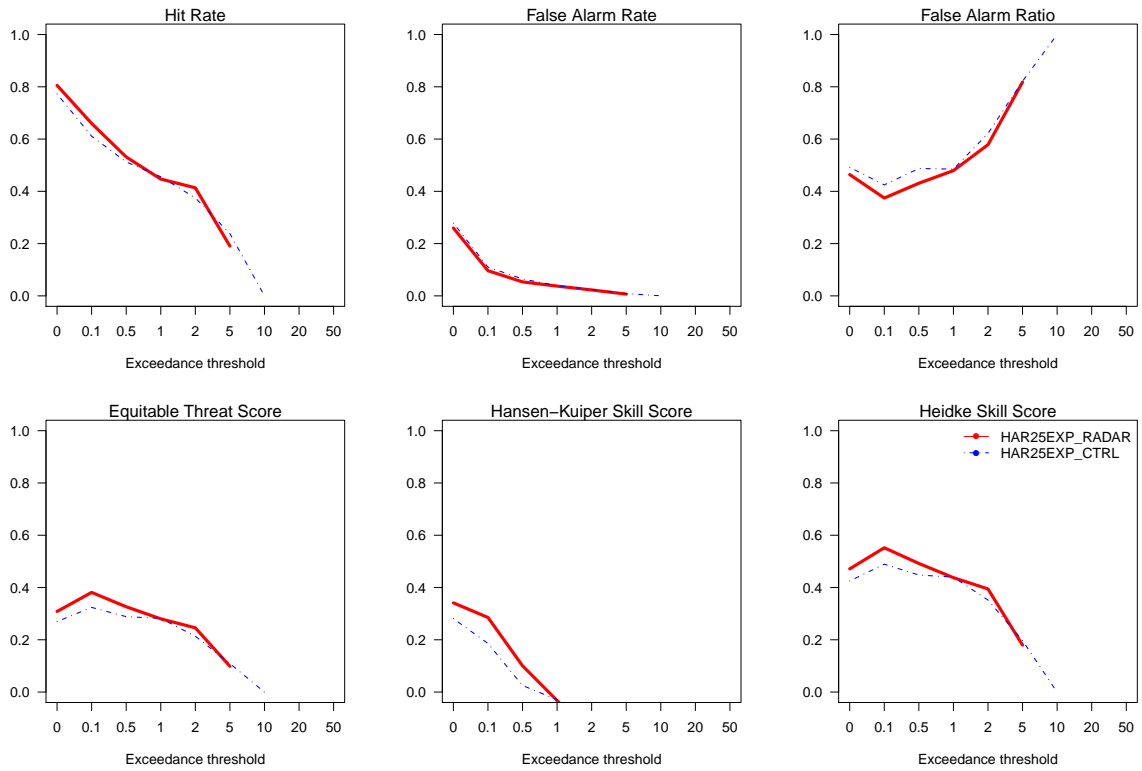 Hit Rate
1.0
0.8
0.6
0.4
0.2
0.0
0 0.1 0.5 1 2 5 10 20 50
Exceedance threshold
False Alarm Rate
1.0
0.8
0.6
0.4
0.2
0.0
0 0.1 0.5 1 2 5 10 20 50
Exceedance threshold
False Alarm Ratio
1.0
0.8
0.6
0.4
0.2
0.0
0 0.1 0.5 1 2 5 10 20 50
Exceedance threshold
Equitable Threat Score
1.0
0.8
0.6
0.4
0.2
0.0
0 0.1 0.5 1 2 5 10 20 50
Exceedance threshold
Hansen−Kuiper Skill Score
1.0
0.8
0.6
0.4
0.2
0.0
0 0.1 0.5 1 2 5 10 20 50
Exceedance threshold
Heidke Skill Score
HAR25EXP_RADAR
HAR25EXP_CTRL
1.0
0.8
0.6
0.4
0.2
0.0
0 0.1 0.5 1 2 5 10 20 50
Exceedance threshold